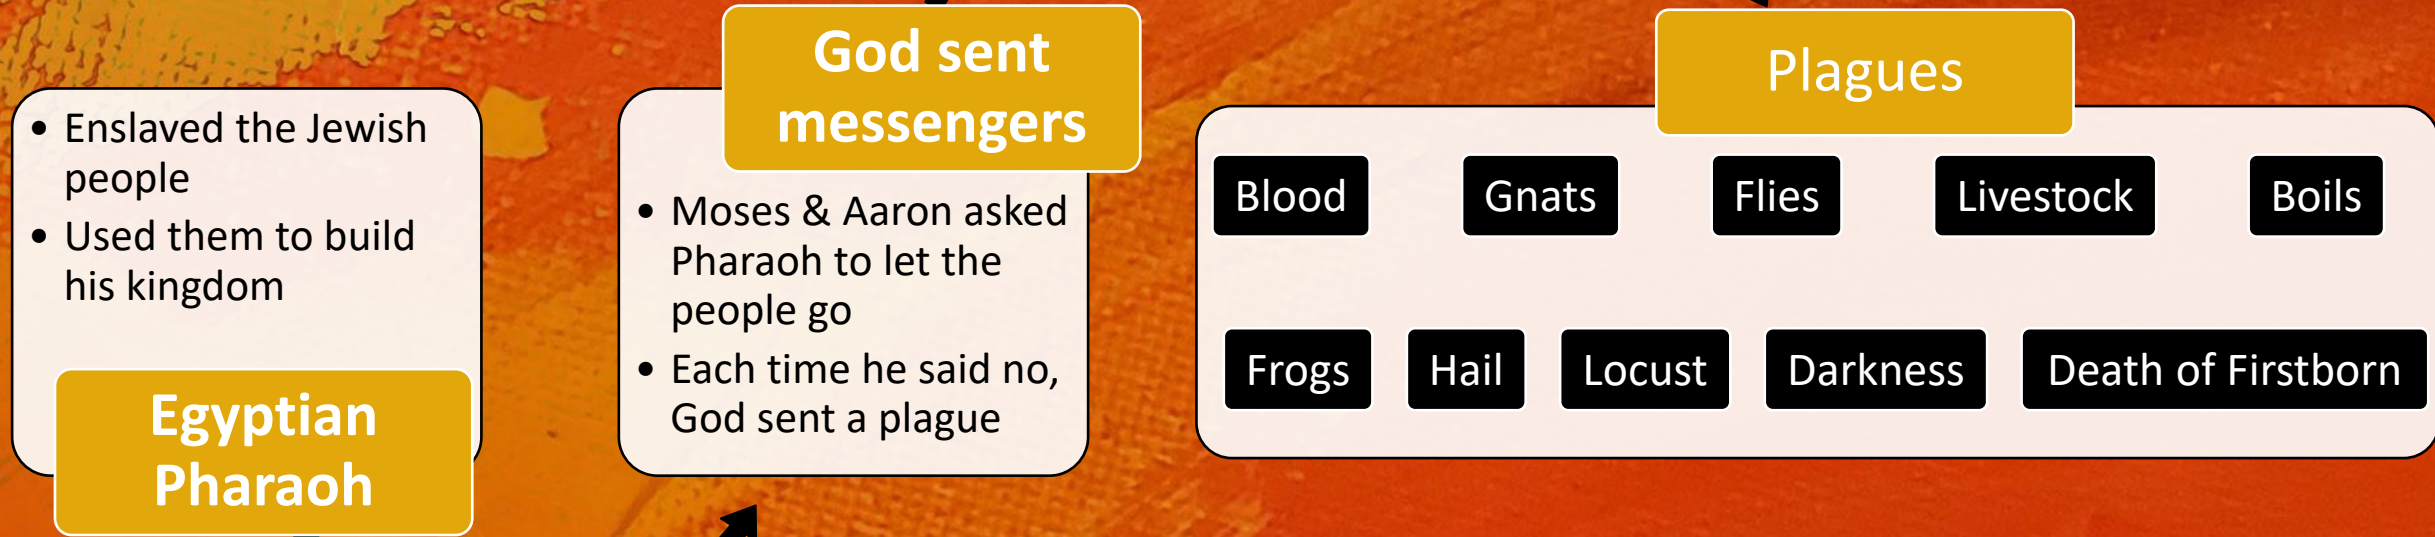 • Enslaved the Jewish
people
• Used them to build
his kingdom
Egyptian
Pharaoh
God sent
messengers
• Moses & Aaron asked
Pharaoh to let the
people go
• Each time he said no,
God sent a plague
Plagues
Blood
Gnats
Flies
Livestock
Boils
Frogs
Hail
Locust
Darkness
Death of Firstborn